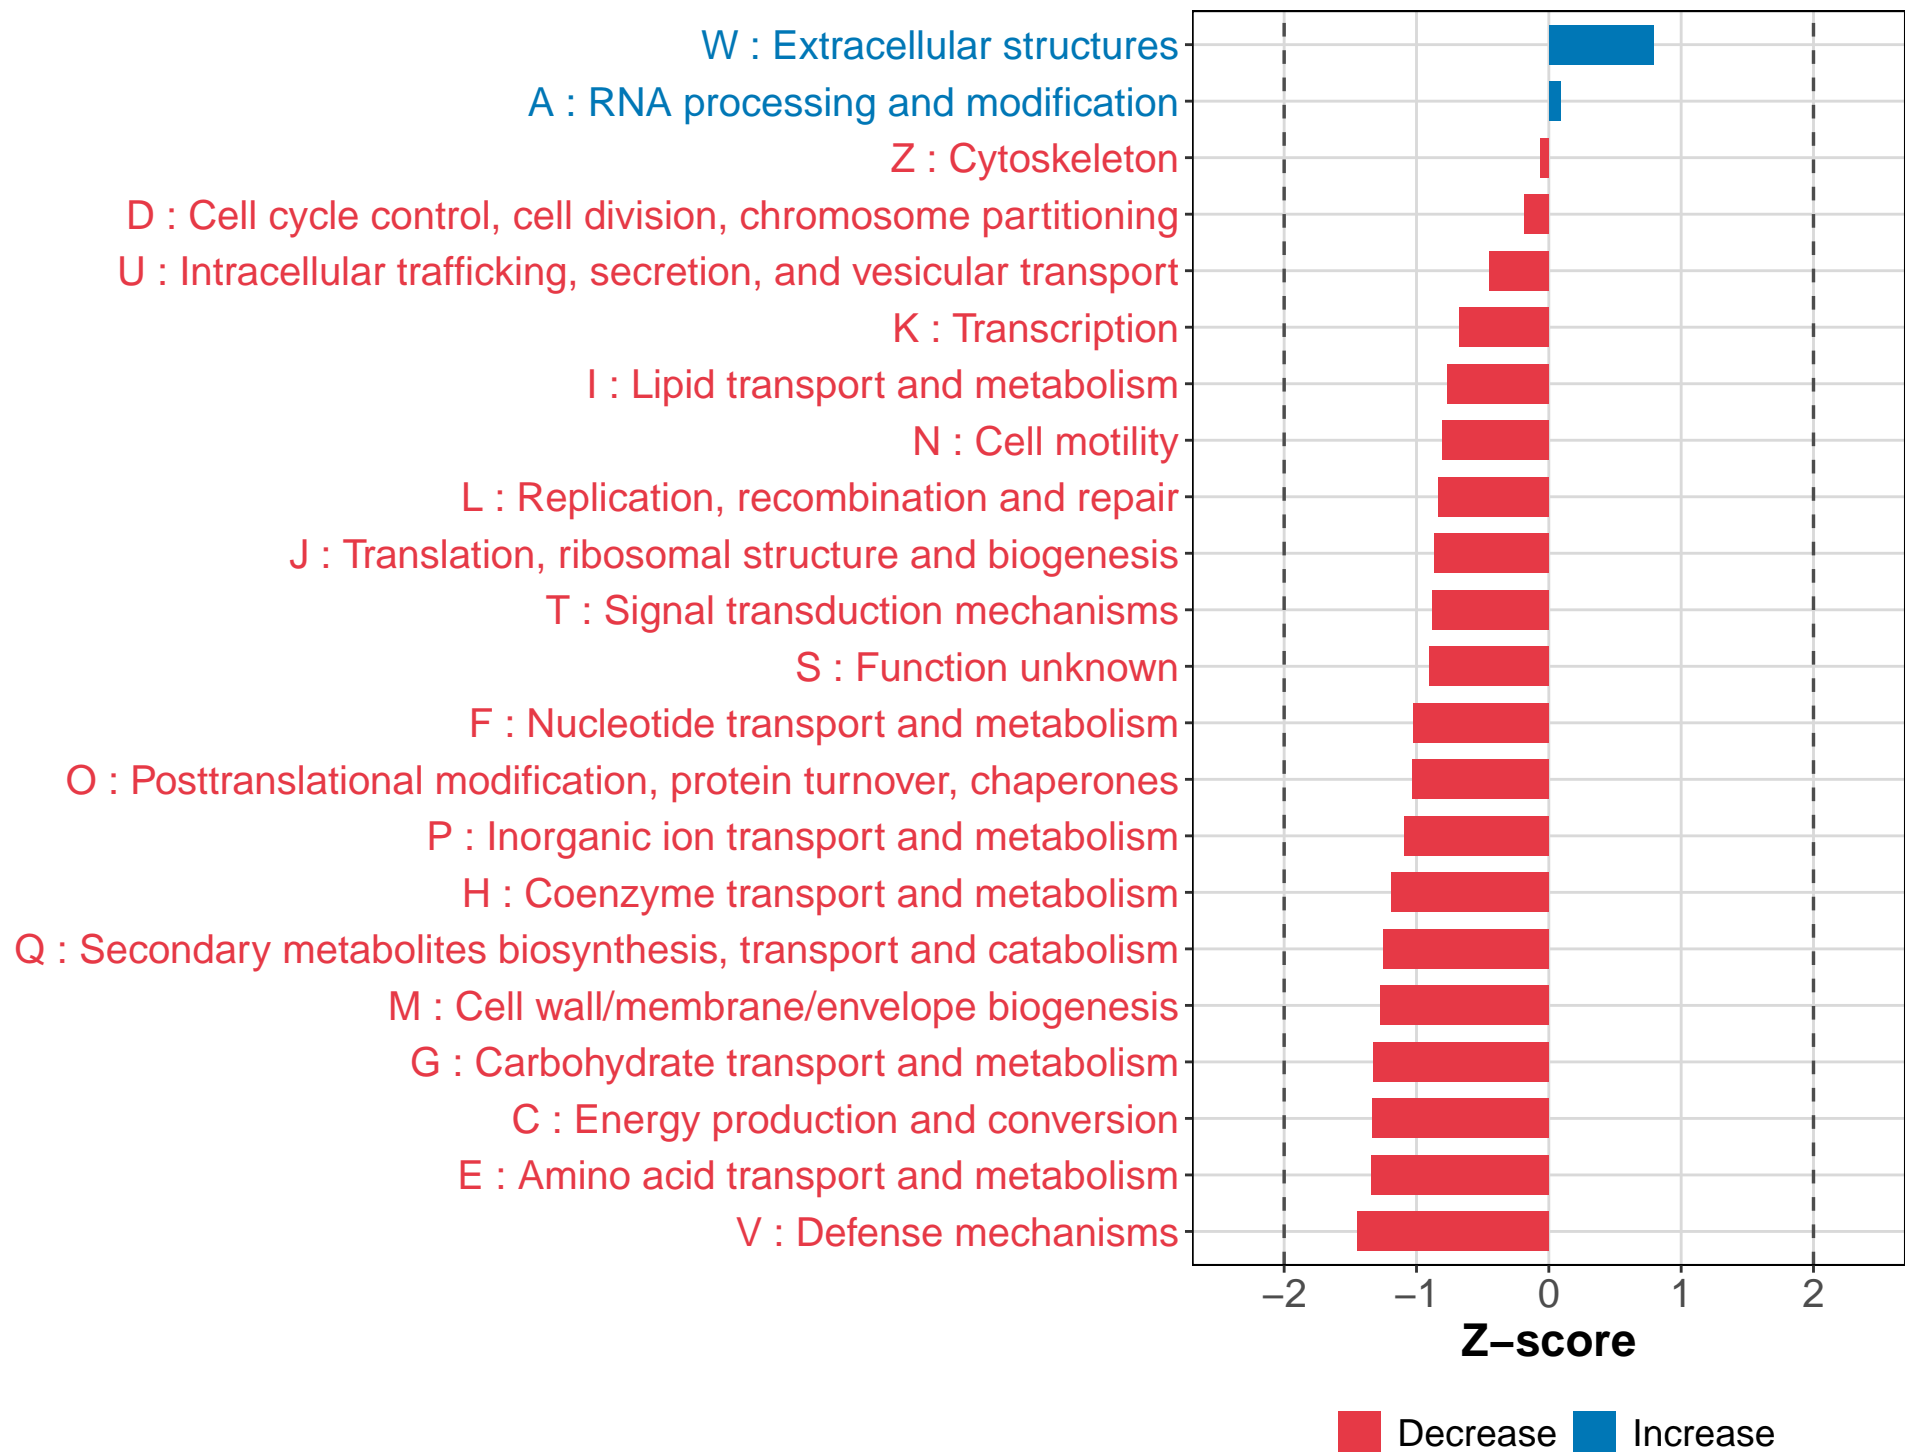 W : Extracellular structures
A : RNA processing and modification
Z : Cytoskeleton
D : Cell cycle control, cell division, chromosome partitioning
U : Intracellular trafficking, secretion, and vesicular transport
K : Transcription
I : Lipid transport and metabolism
N : Cell motility
L : Replication, recombination and repair
J : Translation, ribosomal structure and biogenesis
T : Signal transduction mechanisms
S : Function unknown
F : Nucleotide transport and metabolism
O : Posttranslational modification, protein turnover, chaperones
P : Inorganic ion transport and metabolism
H : Coenzyme transport and metabolism
Q : Secondary metabolites biosynthesis, transport and catabolism
M : Cell wall/membrane/envelope biogenesis
G : Carbohydrate transport and metabolism
C : Energy production and conversion
E : Amino acid transport and metabolism
V : Defense mechanisms
−2 −1 0 1 2
Z−score
Decrease Increase